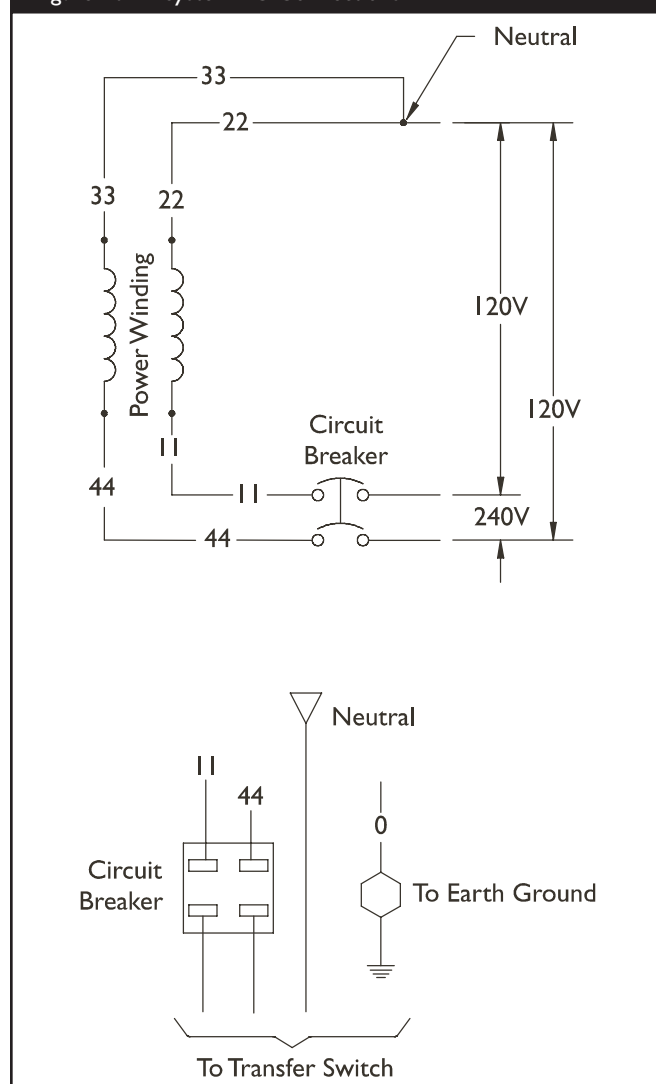 Neutral
33
22
33
22
Power Winding
120V
120V
Circuit
Breaker
11
44
11
240V
44
Neutral
11
44
0
Circuit
Breaker
To Earth Ground
To Transfer Switch